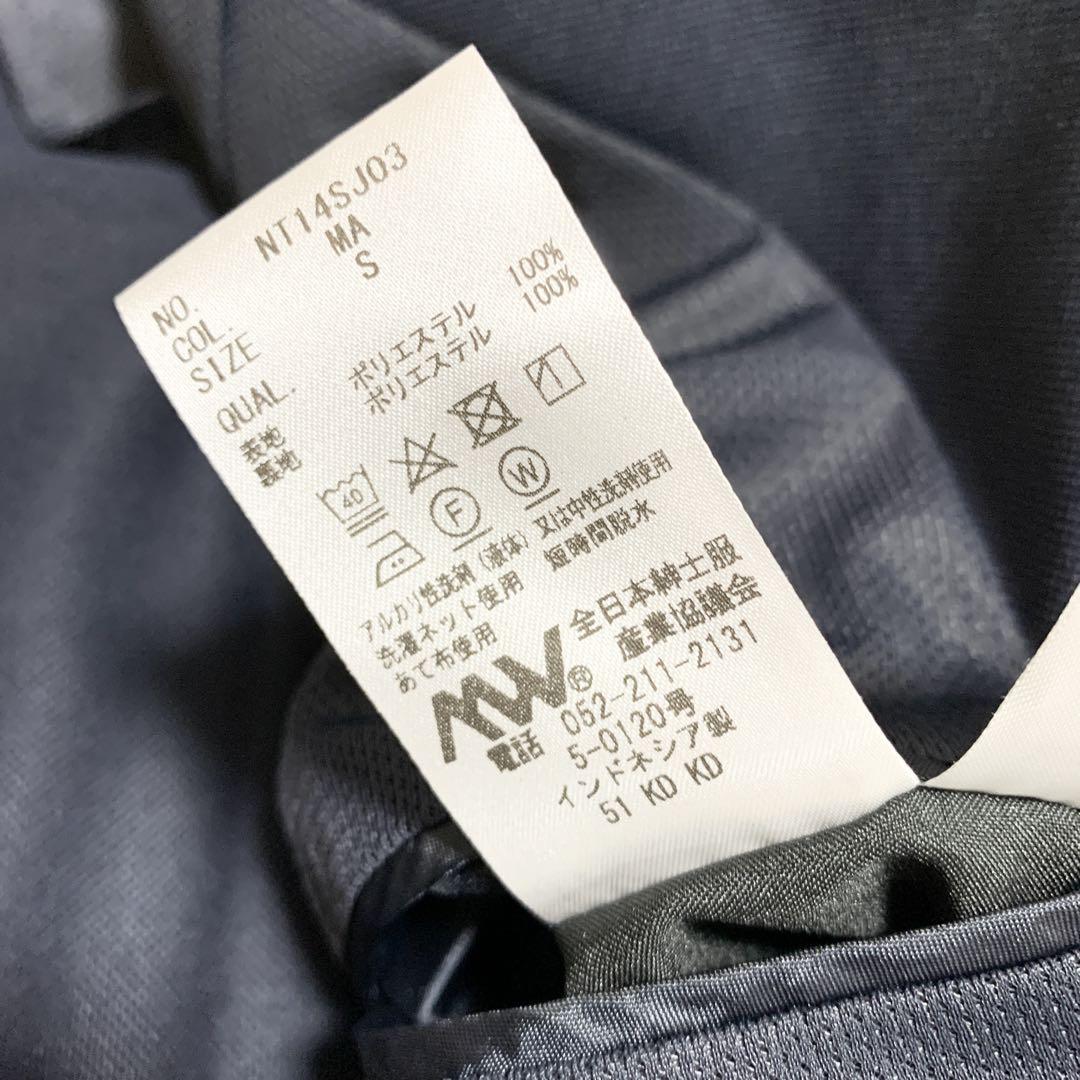 NO. NT14SJ03
COL. MA
SIZE S
QUAL.
表地 ポリエステル 100%
裏地 ポリエステル 100%
40
F W
アルカリ性洗剤(液体)又は中性洗剤使用
洗濯ネット使用 短時間脱水
あて布使用
MW® 全日本紳士服
産業協議会
電話 052-211-2131
5-0120号
インドネシア製
51 KD KD